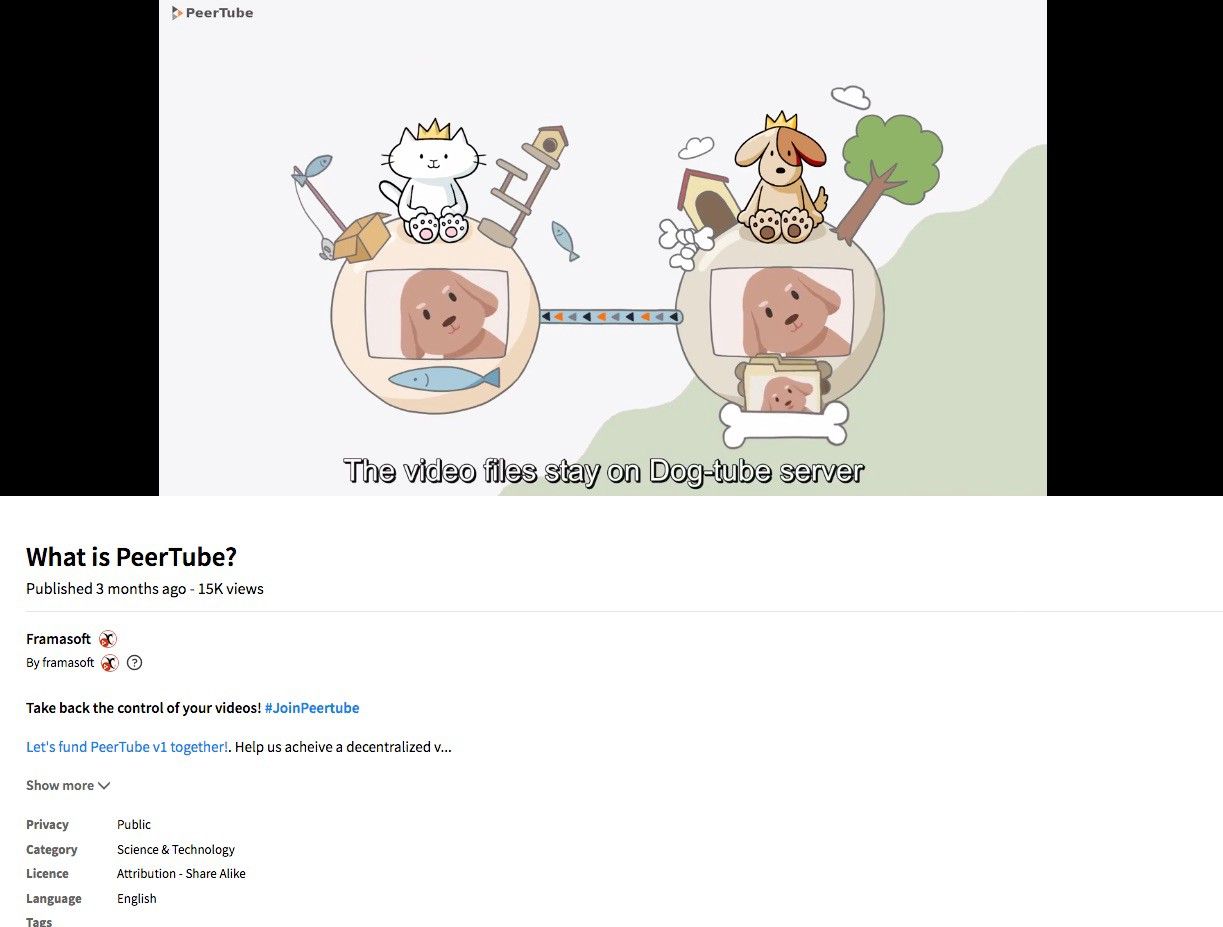 PeerTube
The video files stay on Dog-tube server
What is PeerTube?
Published 3 months ago - 15K views
Framasoft
By framasoft ?
Take back the control of your videos! #JoinPeertube
Let's fund PeerTube v1 together!. Help us acheive a decentralized v...
Show more
Privacy Public
Category Science & Technology
Licence Attribution - Share Alike
Language English
Tags